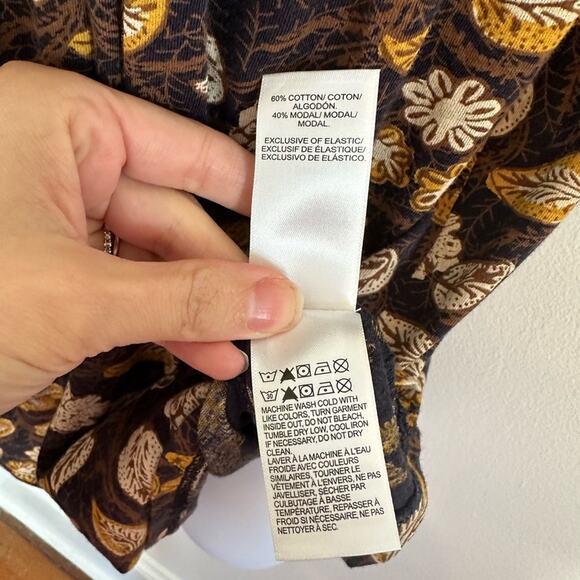 60% COTTON/ COTON/
ALGODÓN.
40% MODAL/ MODAL/
MODAL.
EXCLUSIVE OF ELASTIC/
EXCLUSIF DE ÉLASTIQUE/
EXCLUSIVO DE ELÁSTICO.
30
MACHINE WASH COLD WITH
LIKE COLORS, TURN GARMENT
INSIDE OUT, DO NOT BLEACH,
TUMBLE DRY LOW, COOL IRON
IF NECESSARY, DO NOT DRY
CLEAN.
LAVER À LA MACHINE À L'EAU
FROIDE AVEC COULEURS
SIMILAIRES, TOURNER LE
VÊTEMENT À L'ENVERS, NE PAS
JAVELLISER, SÉCHER PAR
CULBUTAGE À BASSE
TEMPÉRATURE, REPASSER À
FROID SI NÉCESSAIRE, NE PAS
NETTOYER À SEC.